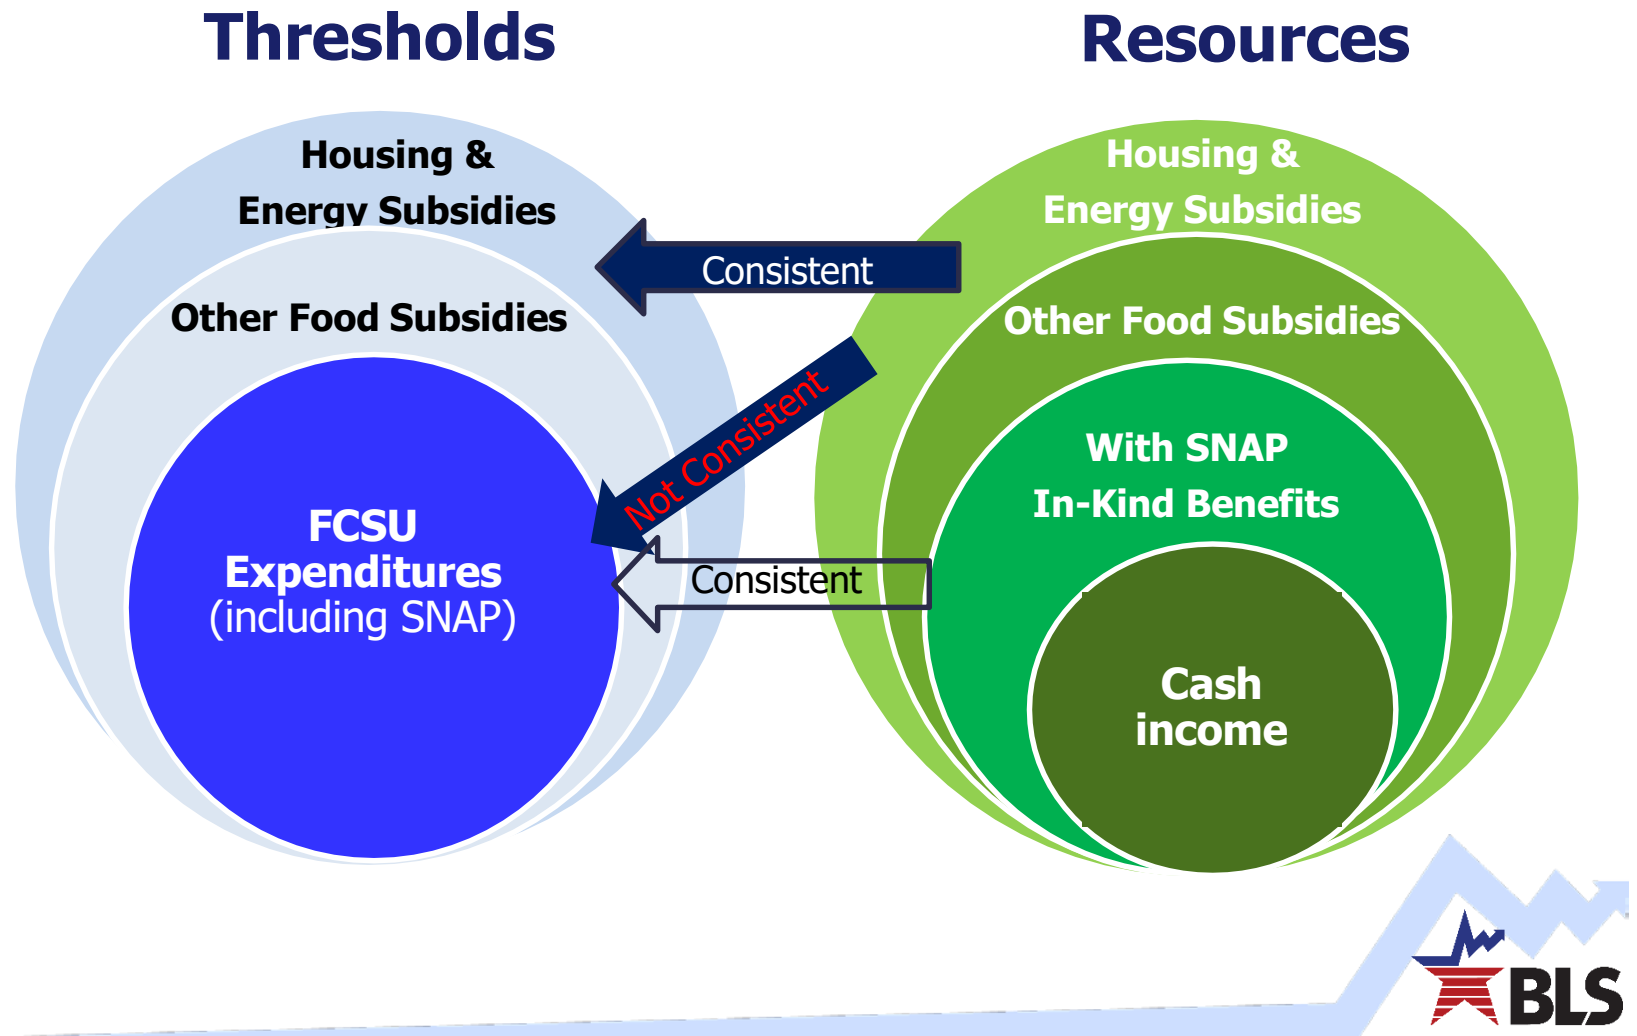 Thresholds
Resources
Housing &
Energy Subsidies
Housing &
Energy Subsidies
Consistent
Other Food Subsidies
Other Food Subsidies
Not Consistent
With SNAP
In-Kind Benefits
FCSU
Expenditures
(including SNAP)
Consistent
Cash
income
BLS